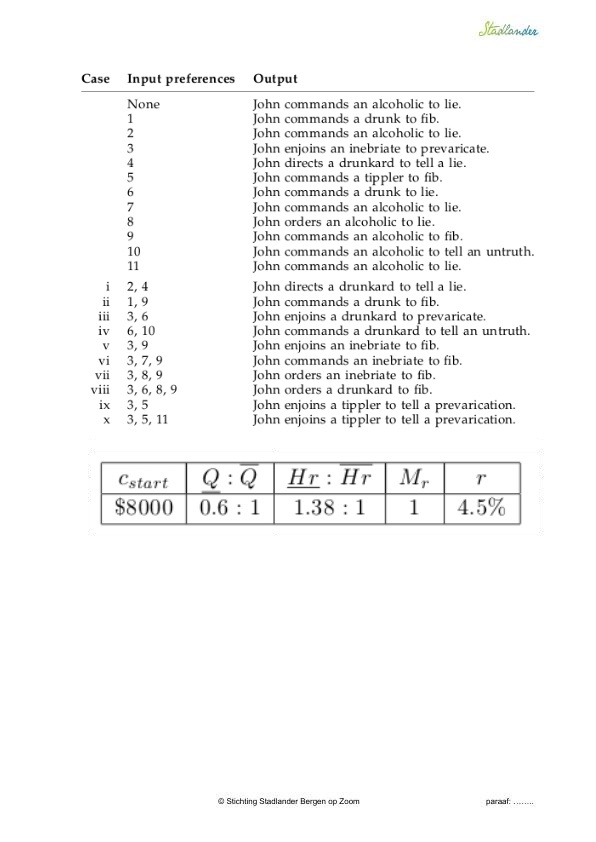 Stadlander
Case Input preferences Output
None John commands an alcoholic to lie.
1 John commands a drunk to fib.
2 John commands an alcoholic to lie.
3 John enjoins an inebriate to prevaricate.
4 John directs a drunkard to tell a lie.
5 John commands a tippler to fib.
6 John commands a drunk to lie.
7 John commands an alcoholic to lie.
8 John orders an alcoholic to lie.
9 John commands an alcoholic to fib.
10 John commands an alcoholic to tell an untruth.
11 John commands an alcoholic to lie.
i 2, 4 John directs a drunkard to tell a lie.
ii 1, 9 John commands a drunk to fib.
iii 3, 6 John enjoins a drunkard to prevaricate.
iv 6, 10 John commands a drunkard to tell an untruth.
v 3, 9 John enjoins an inebriate to fib.
vi 3, 7, 9 John commands an inebriate to fib.
vii 3, 8, 9 John orders an inebriate to fib.
viii 3, 6, 8, 9 John orders a drunkard to fib.
ix 3, 5 John enjoins a tippler to tell a prevarication.
x 3, 5, 11 John enjoins a tippler to tell a prevarication.
c_start Q̲ : Q̅ H̲r̲ : H̅r̅ M_r r
$8000 0.6 : 1 1.38 : 1 1 4.5%
© Stichting Stadlander Bergen op Zoom paraaf: ........